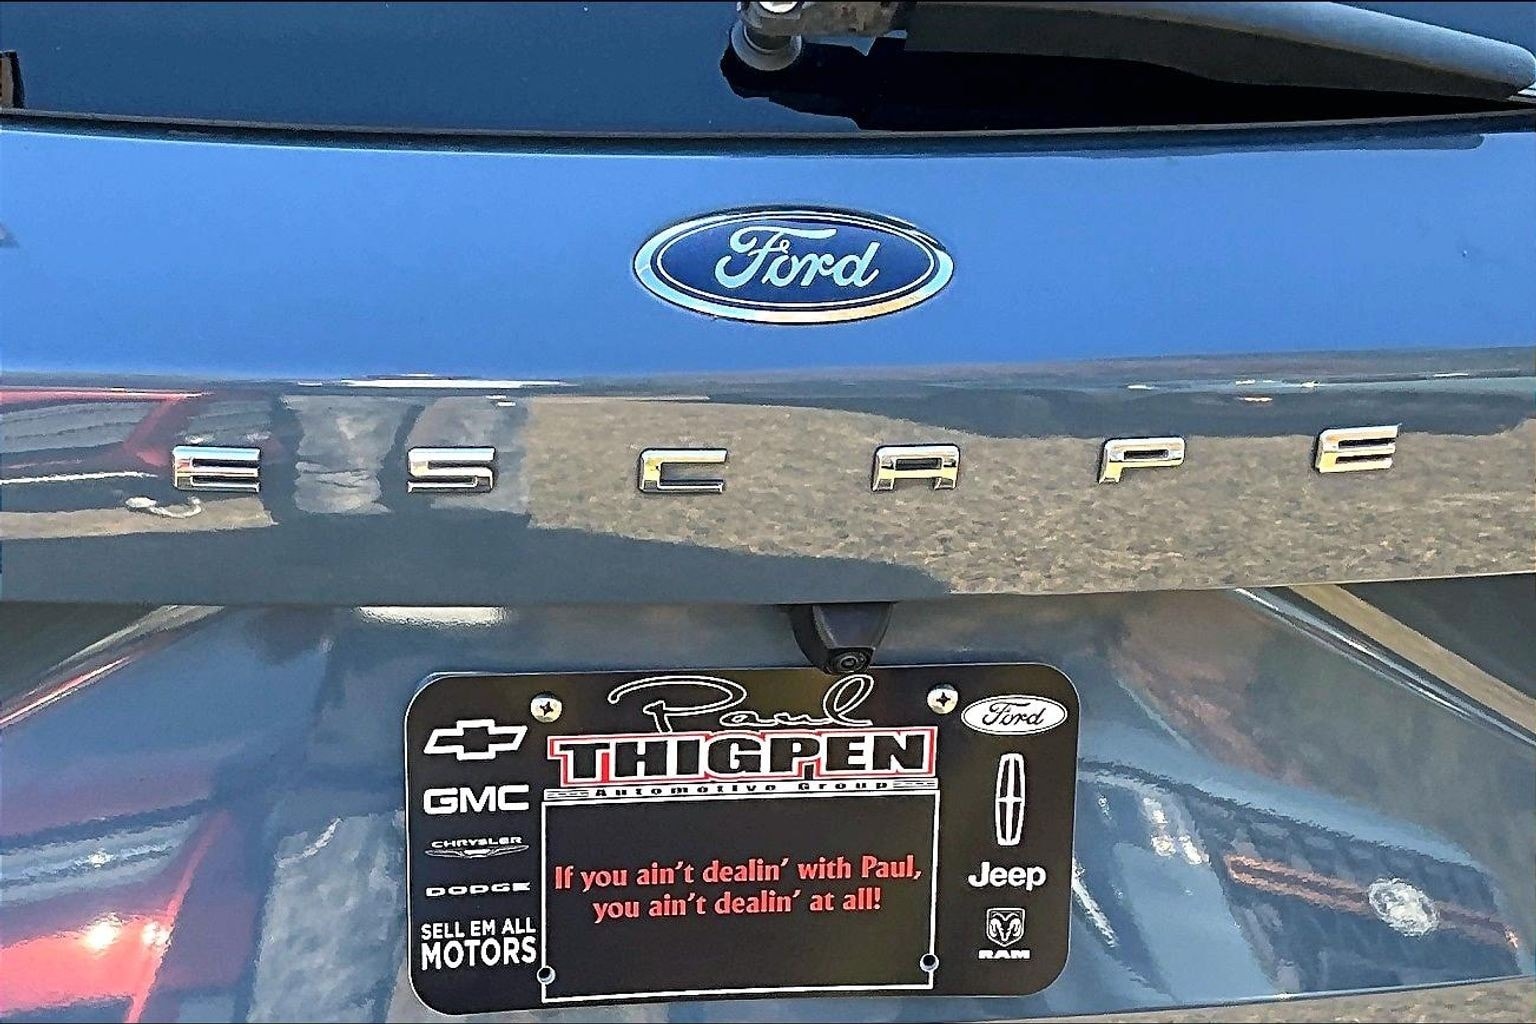 Ford
ESCAPE
Paul
THIGPEN
Automotive Group
GMC
CHRYSLER
DODGE
SELL EM ALL
MOTORS
If you ain't dealin' with Paul,
you ain't dealin' at all!
Ford
Jeep
RAM